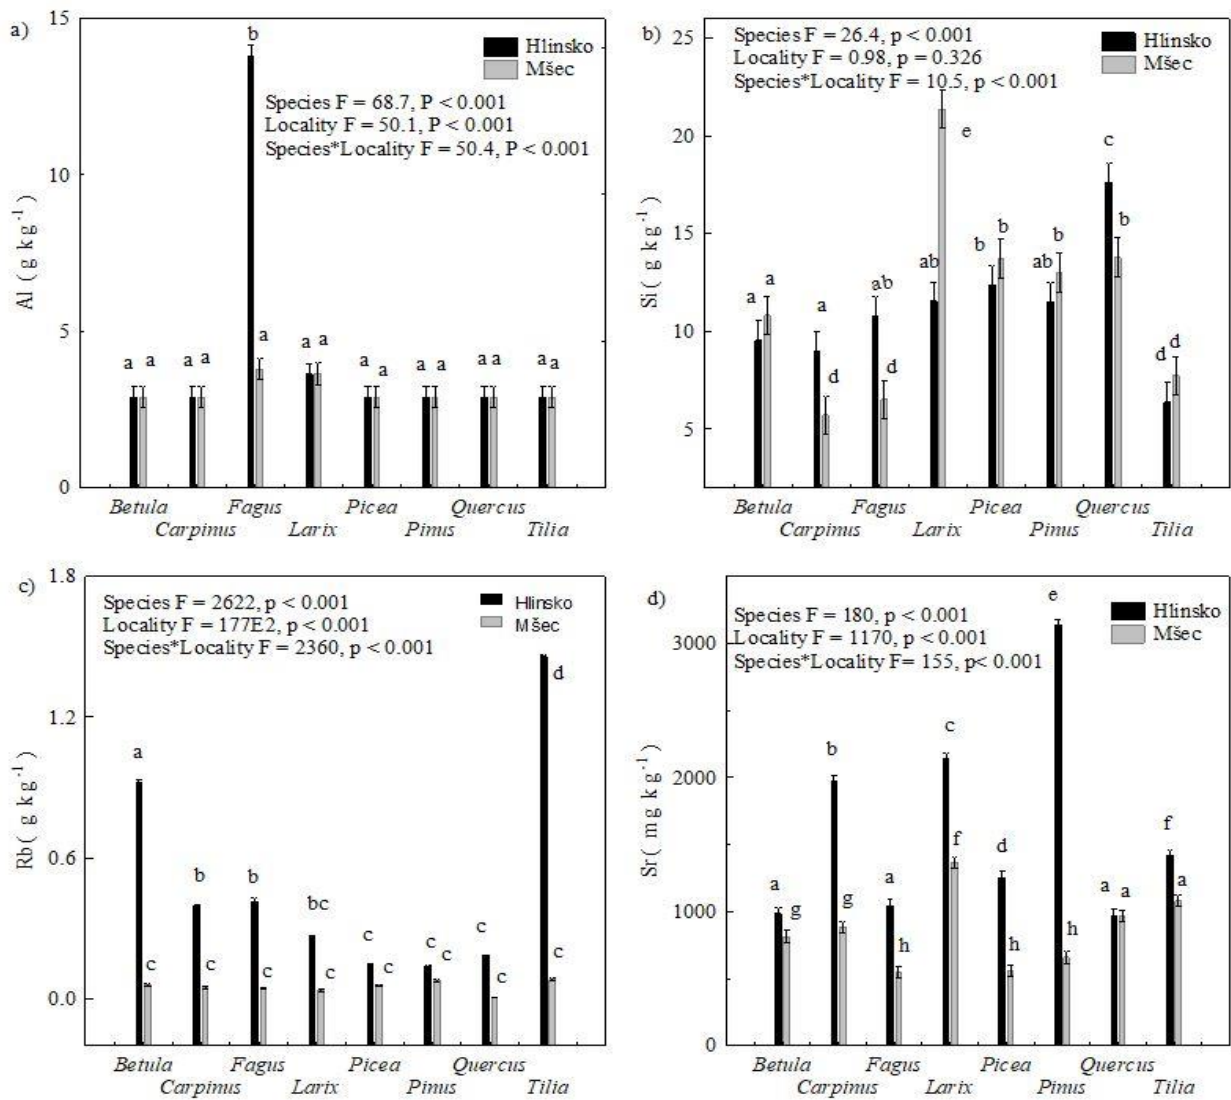 a)
15
10
5
0
Al ( g kg-1 )
b
Hlinsko
Mšec
Species F = 68.7, P < 0.001
Locality F = 50.1, P < 0.001
Species*Locality F = 50.4, P < 0.001
a a a a a a a a a a a a a a a
Betula Fagus Picea Quercus
Carpinus Larix Pinus Tilia
b)
25
20
15
10
5
Si ( g kg-1 )
Species F = 26.4, p < 0.001
Locality F = 0.98, p = 0.326
Species*Locality F = 10.5, p < 0.001
Hlinsko
Mšec
a a a d ab d ab e b b ab b c b d d
Betula Fagus Picea Quercus
Carpinus Larix Pinus Tilia
c)
1.8
1.2
0.6
0.0
Rb( g kg-1 )
Species F = 2622, p < 0.001
Locality F = 177E2, p < 0.001
Species*Locality F = 2360, p < 0.001
Hlinsko
Mšec
a c b c b c bc c c c c c c c d c
Betula Fagus Picea Quercus
Carpinus Larix Pinus Tilia
d)
3000
2000
1000
0
Sr( mg kg-1 )
Species F = 180, p < 0.001
Locality F = 1170, p < 0.001
Species*Locality F= 155, p< 0.001
Hlinsko
Mšec
a g b g a h c f d h e h a a f a
Betula Fagus Picea Quercus
Carpinus Larix Pinus Tilia